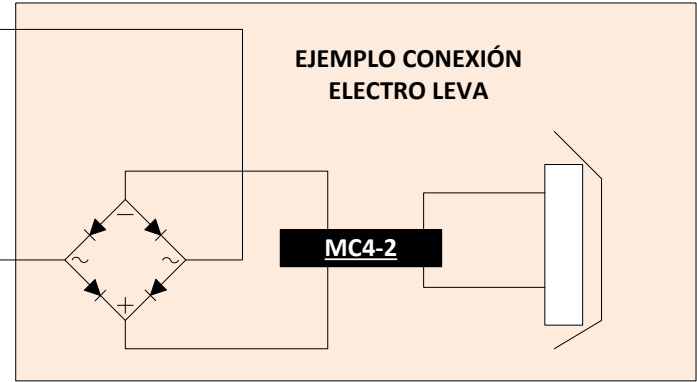 EJEMPLO CONEXIÓN
ELECTRO LEVA
−
~ ~
+
MC4-2